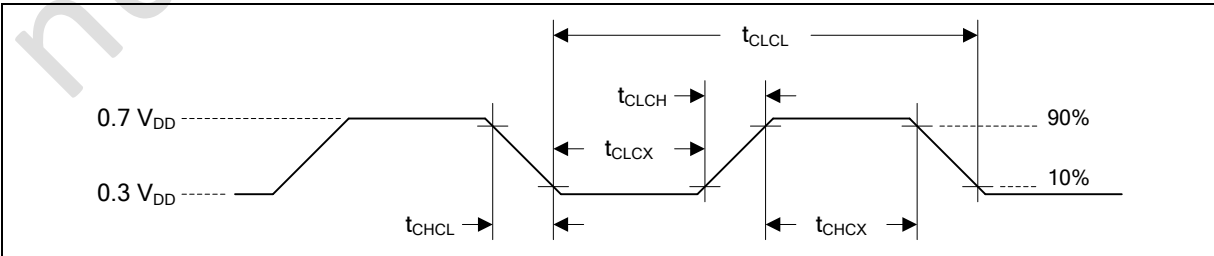 tCLCL
tCLCH
0.7 VDD
90%
tCLCX
0.3 VDD
10%
tCHCL
tCHCX